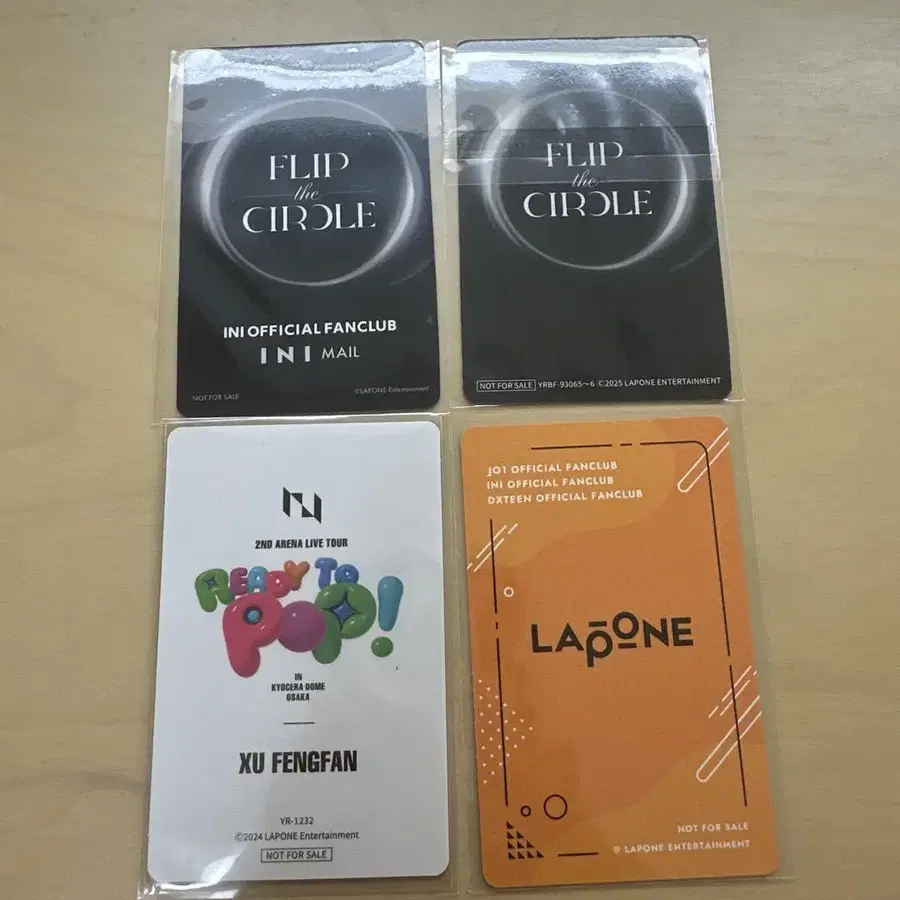 FLIP
the
CIRCLE
INI OFFICIAL FANCLUB
INI MAIL
NOT FOR SALE
©LAPONE Entertainment
FLIP
the
CIRCLE
NOT FOR SALE YRBF-93065~6 ©2025 LAPONE ENTERTAINMENT
2ND ARENA LIVE TOUR
READY TO
POP!
IN
KYOCERA DOME
OSAKA
XU FENGFAN
YR-1232
©2024 LAPONE Entertainment
NOT FOR SALE
JO1 OFFICIAL FANCLUB
INI OFFICIAL FANCLUB
DXTEEN OFFICIAL FANCLUB
LAPONE
NOT FOR SALE
© LAPONE ENTERTAINMENT